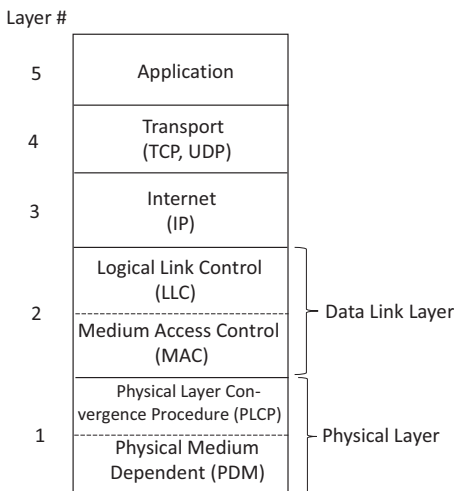 Layer #
5
Application
4
Transport
(TCP, UDP)
3
Internet
(IP)
2
Logical Link Control
(LLC)
Medium Access Control
(MAC)
Data Link Layer
1
Physical Layer Con-
vergence Procedure (PLCP)
Physical Medium
Dependent (PDM)
Physical Layer